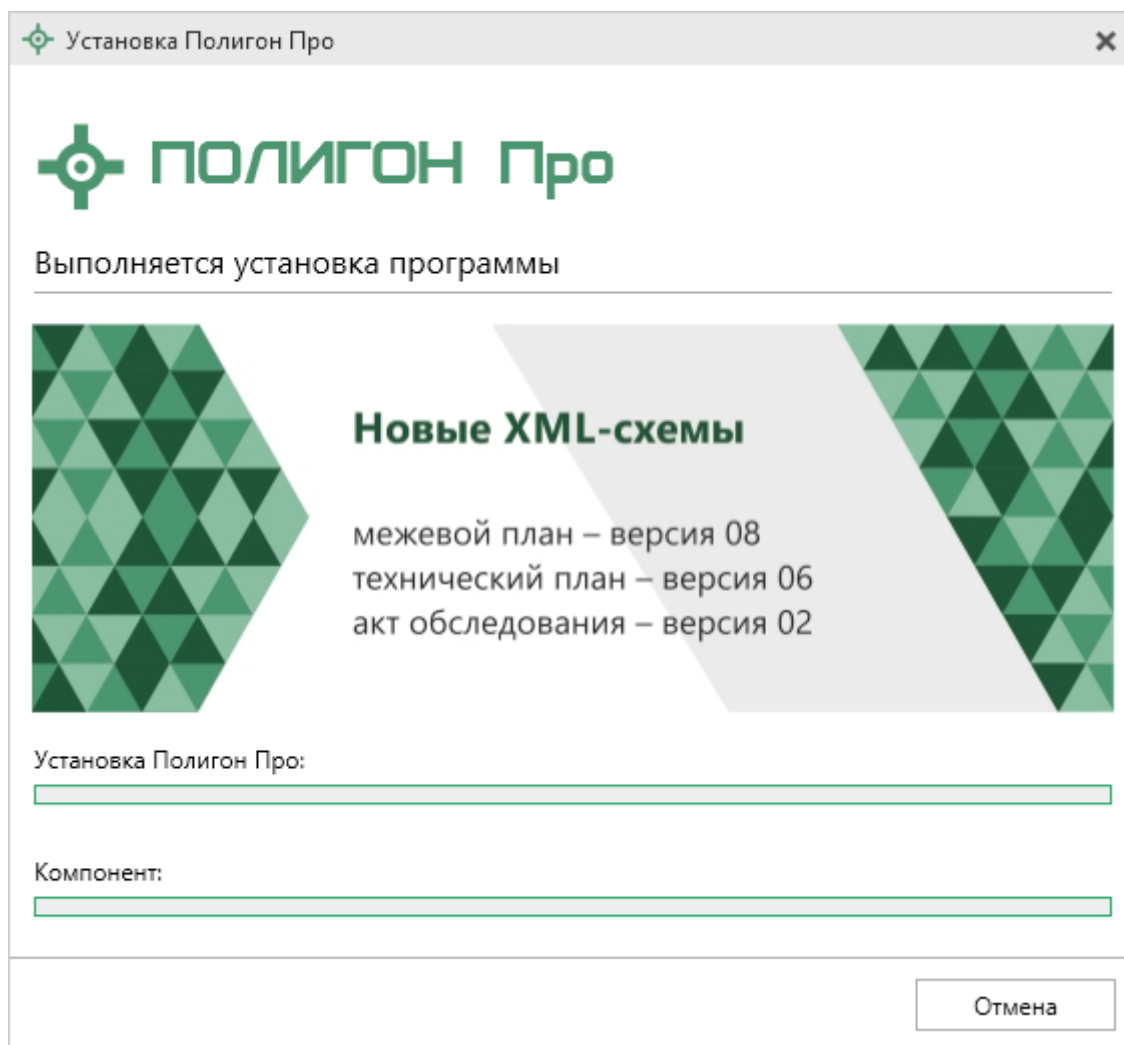 Установка Полигон Про
ПОЛИГОН Про
Выполняется установка программы
Новые XML-схемы
межевой план – версия 08
технический план – версия 06
акт обследования – версия 02
Установка Полигон Про:
Компонент:
Отмена